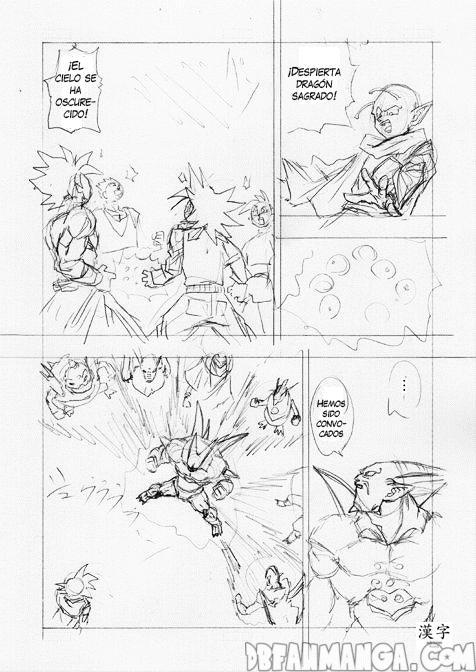 ¡EL
CIELO SE
HA
OSCURE-
CIDO!
¡DESPIERTA
DRAGÓN
SAGRADO!
...
HEMOS
SIDO
CONVO-
CADOS
漢字
DBFANMANGA.COM